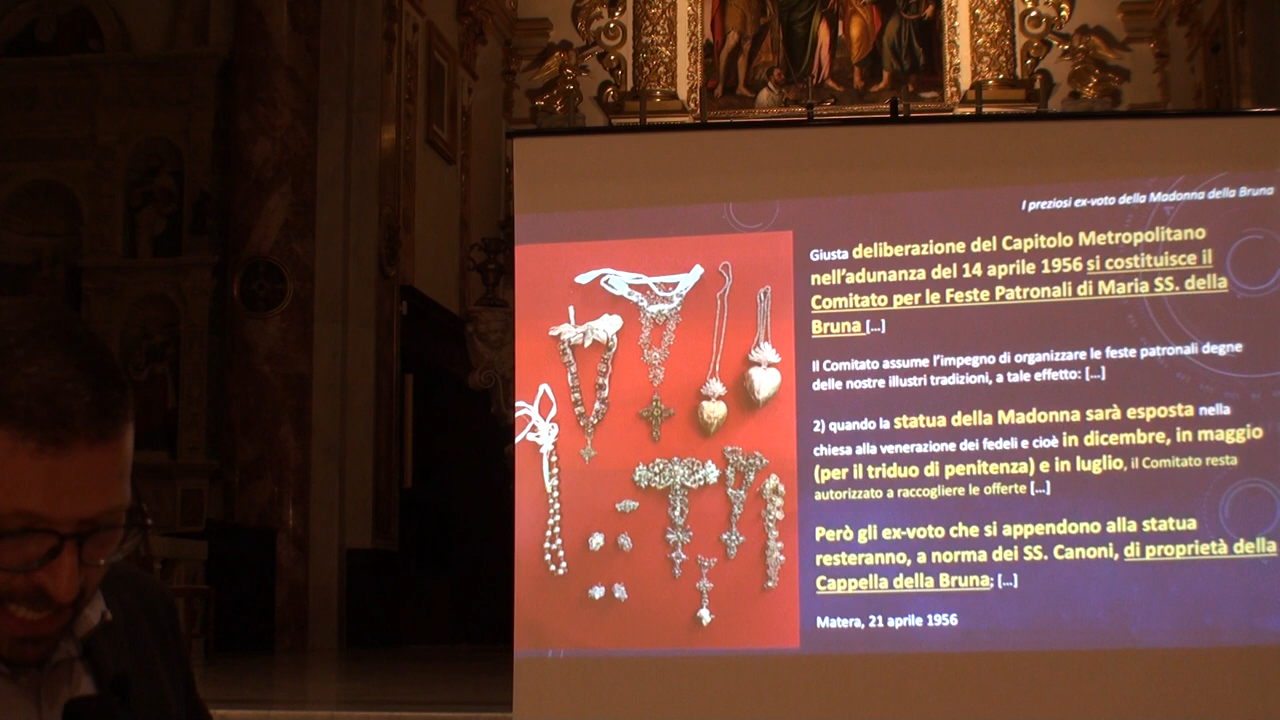 I preziosi ex-voto della Madonna della Bruna
Giusta deliberazione del Capitolo Metropolitano
nell'adunanza del 14 aprile 1956 si costituisce il
Comitato per le Feste Patronali di Maria SS. della
Bruna [...]
Il Comitato assume l'impegno di organizzare le feste patronali degne
delle nostre illustri tradizioni, a tale effetto: [...]
2) quando la statua della Madonna sarà esposta nella
chiesa alla venerazione dei fedeli e cioè in dicembre, in maggio
(per il triduo di penitenza) e in luglio, il Comitato resta
autorizzato a raccogliere le offerte [...]
Però gli ex-voto che si appendono alla statua
resteranno, a norma dei SS. Canoni, di proprietà della
Cappella della Bruna; [...]
Matera, 21 aprile 1956